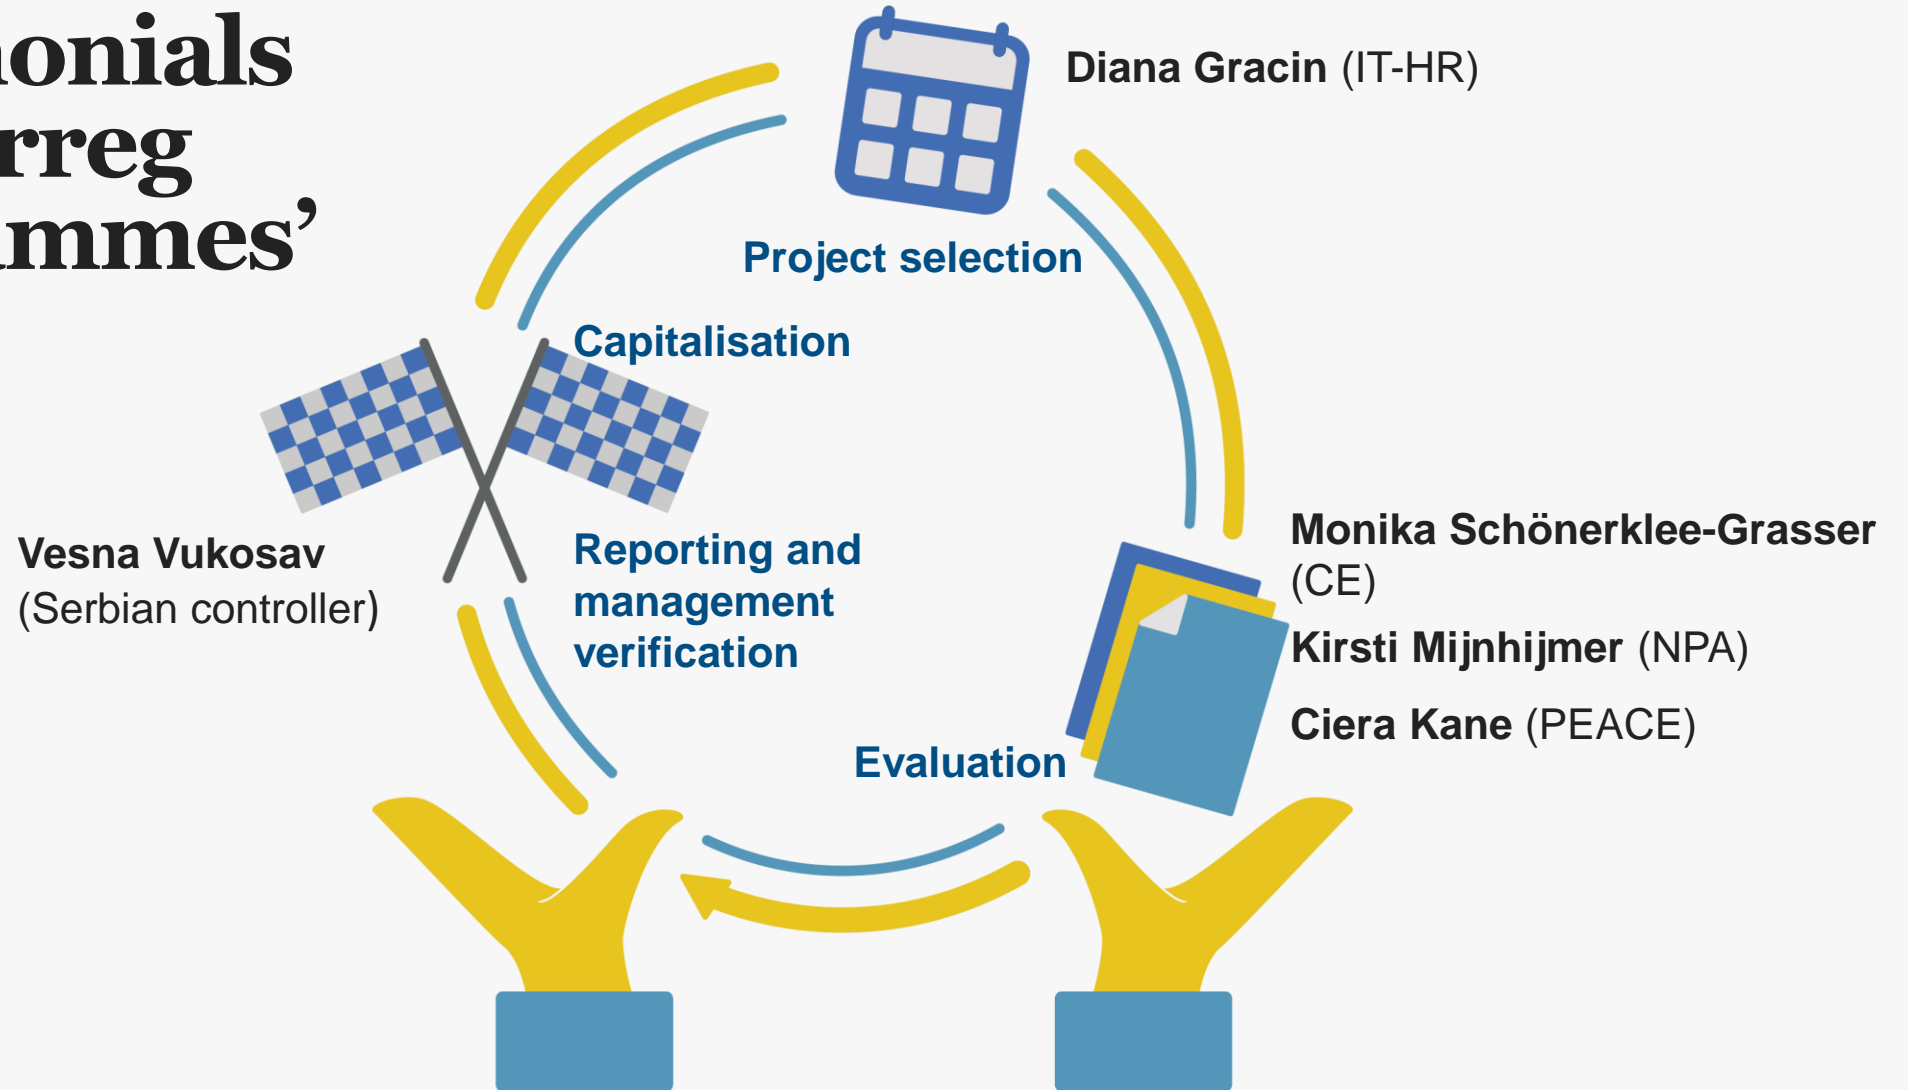 onials
rreg
mmes’
Diana Gracin (IT-HR)
Project selection
Capitalisation
Vesna Vukosav
(Serbian controller)
Reporting and
management
verification
Monika Schönerklee-Grasser
(CE)
Kirsti Mijnhijmer (NPA)
Ciera Kane (PEACE)
Evaluation